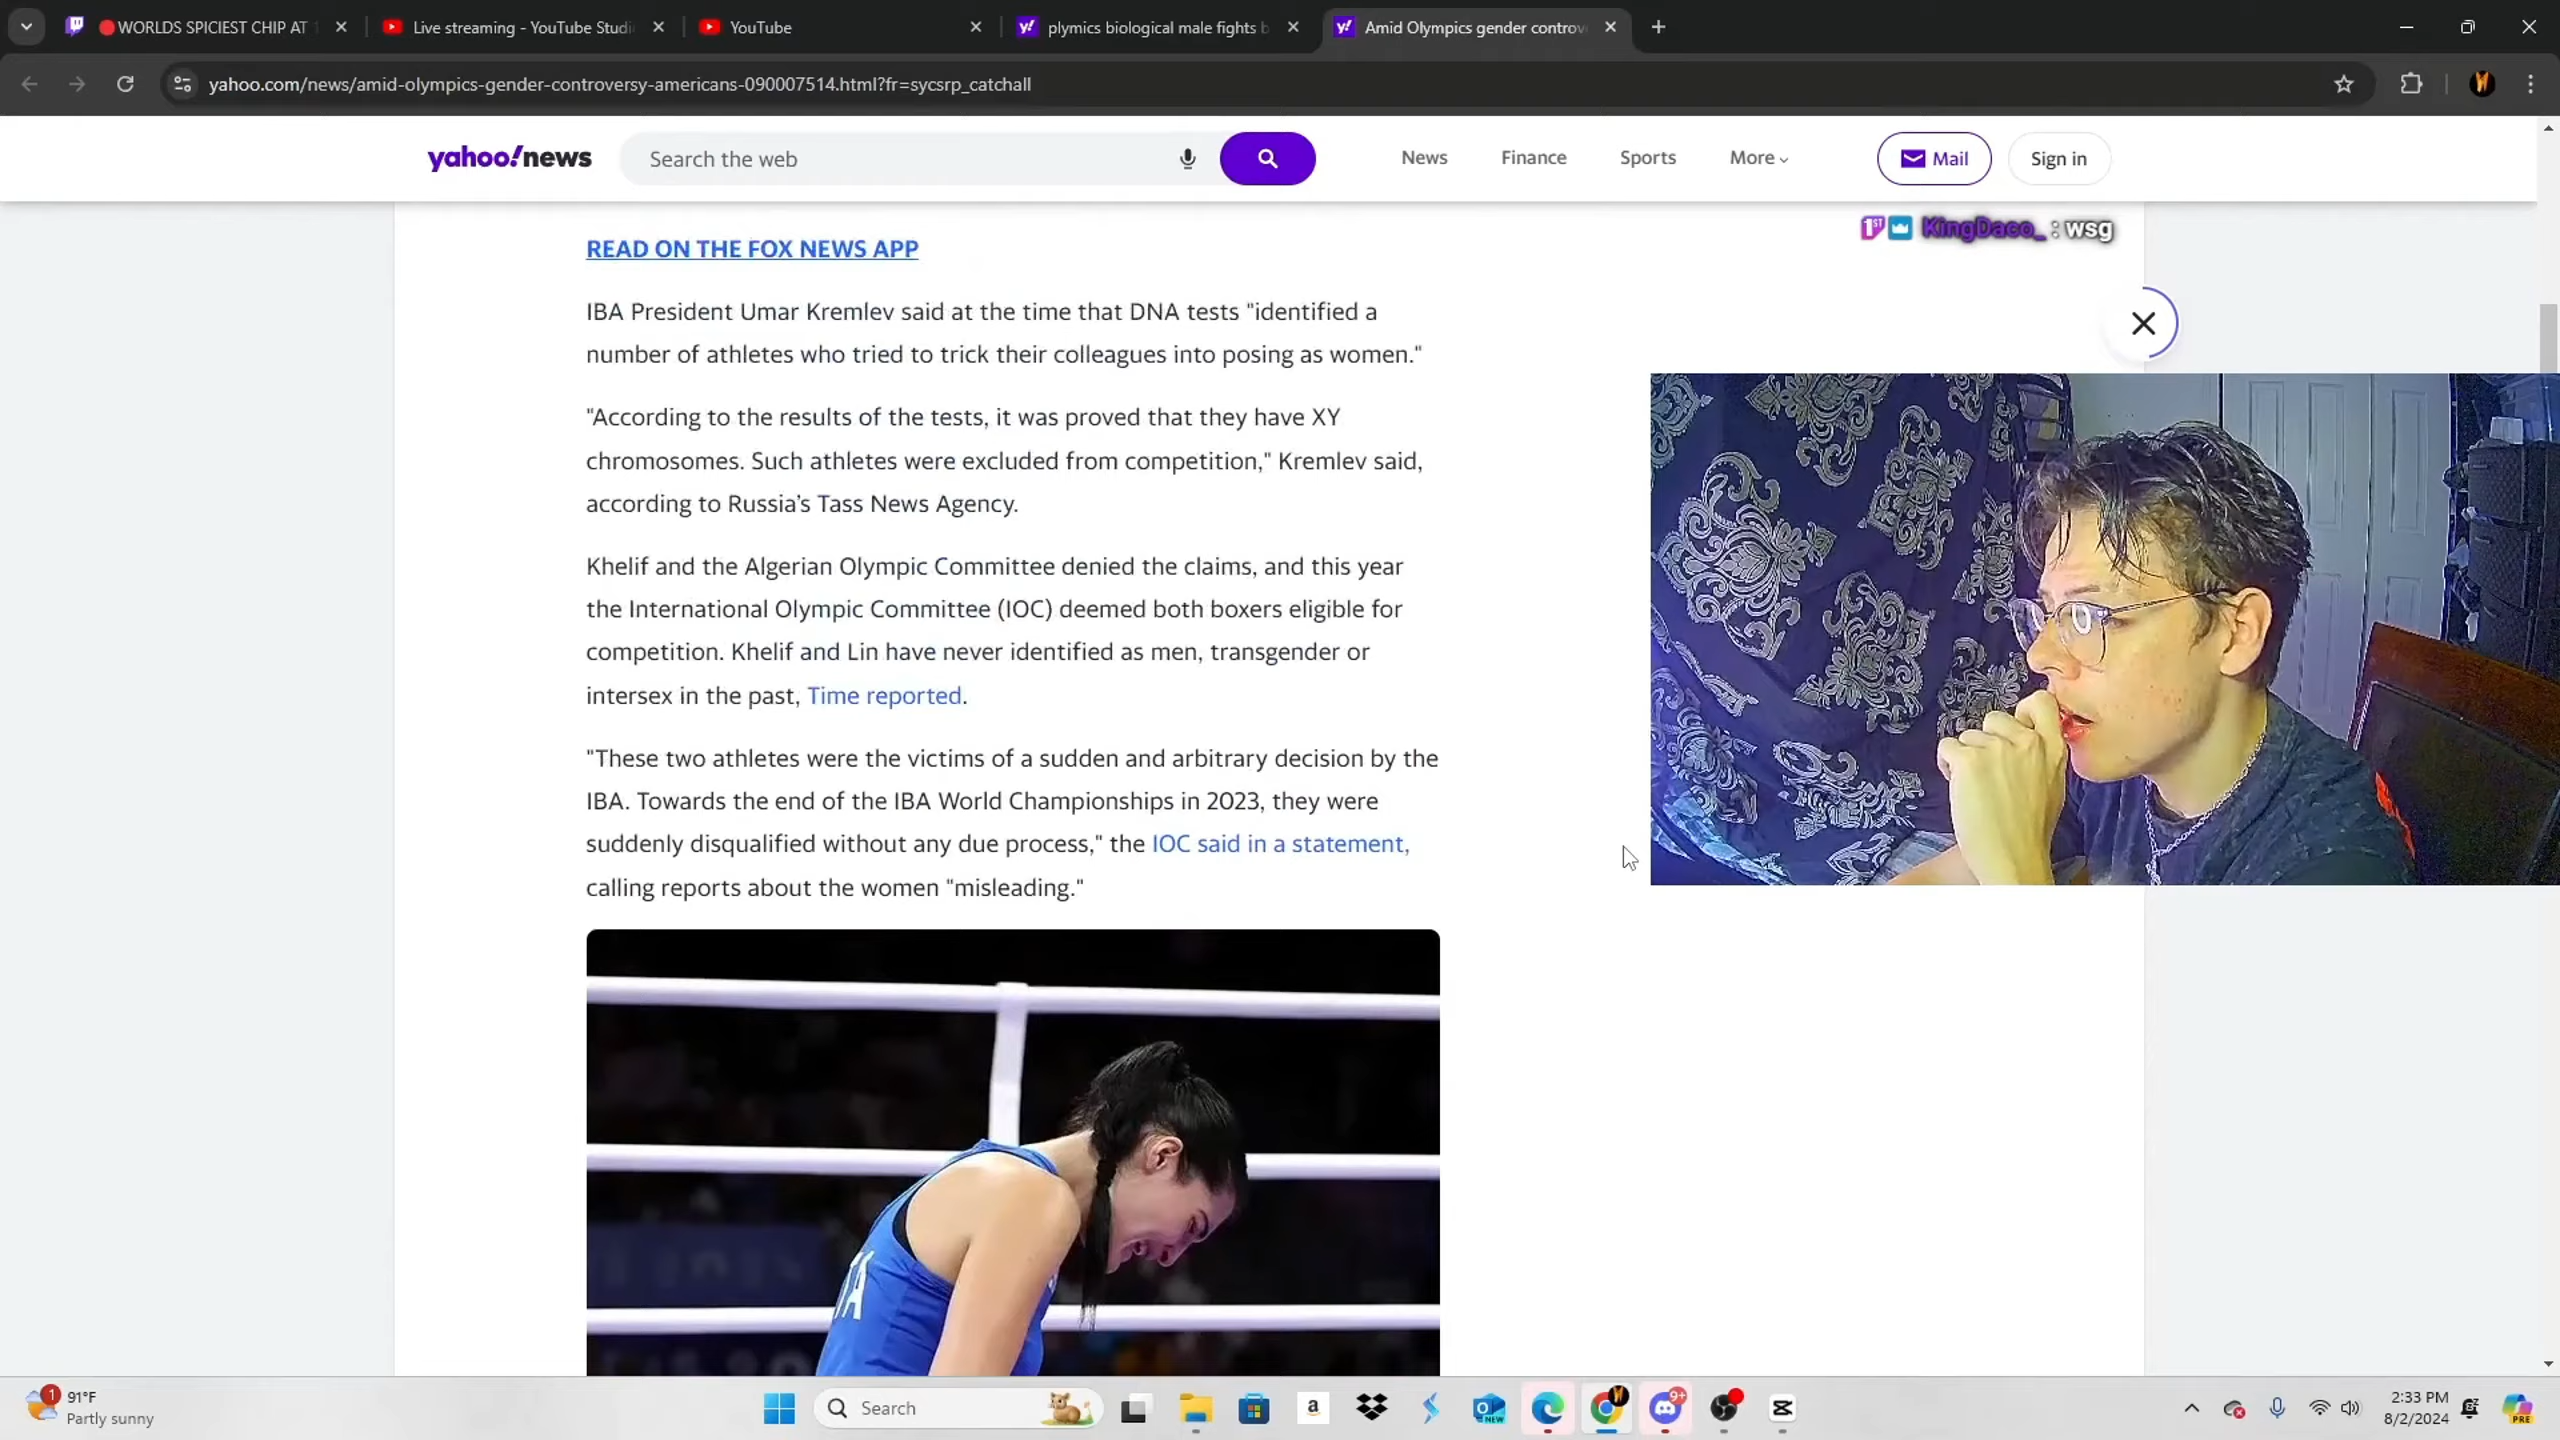 🔴WORLDS SPICIEST CHIP AT 1
Live streaming - YouTube Studi
YouTube
plymics biological male fights b
Amid Olympics gender controv
yahoo.com/news/amid-olympics-gender-controversy-americans-090007514.html?fr=sycsrp_catchall
yahoo!news
Search the web
News
Finance
Sports
More
Mail
Sign in
KingDaco_ : wsg
READ ON THE FOX NEWS APP
IBA President Umar Kremlev said at the time that DNA tests "identified a
number of athletes who tried to trick their colleagues into posing as women."
"According to the results of the tests, it was proved that they have XY
chromosomes. Such athletes were excluded from competition," Kremlev said,
according to Russia's Tass News Agency.
Khelif and the Algerian Olympic Committee denied the claims, and this year
the International Olympic Committee (IOC) deemed both boxers eligible for
competition. Khelif and Lin have never identified as men, transgender or
intersex in the past, Time reported.
"These two athletes were the victims of a sudden and arbitrary decision by the
IBA. Towards the end of the IBA World Championships in 2023, they were
suddenly disqualified without any due process," the IOC said in a statement,
calling reports about the women "misleading."
1
91°F
Partly sunny
Search
a
NEW
9+
2:33 PM
8/2/2024
PRE